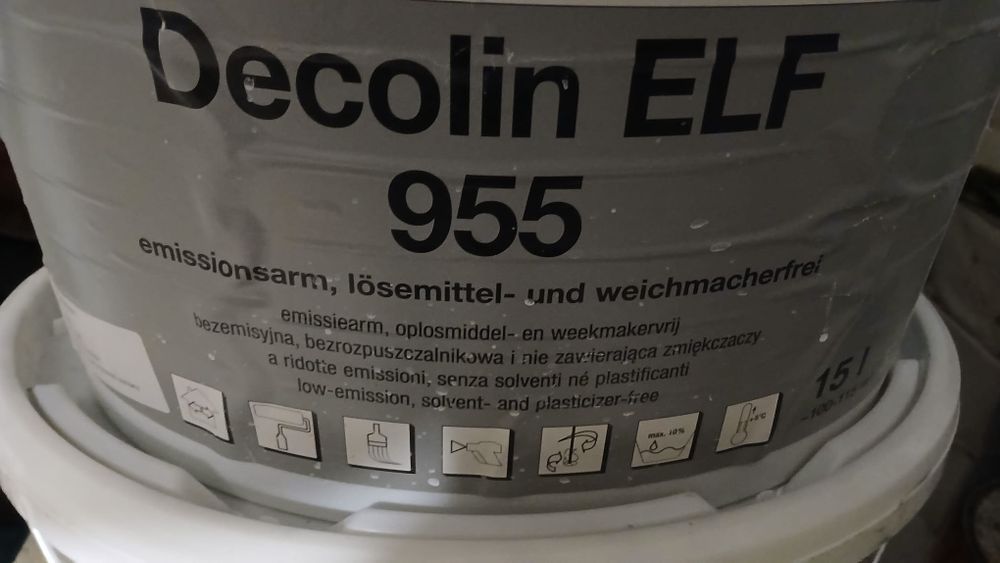 Decolin ELF
955
emissionsarm, lösemittel- und weichmacherfrei
emissiearm, oplosmiddel- en weekmakervrij
bezemisyjna, bezrozpuszczalnikowa i nie zawierająca zmiękczaczy
a ridotte emissioni, senza solventi né plastificanti
low-emission, solvent- and plasticizer-free
15 l
max. 10%
+5°C